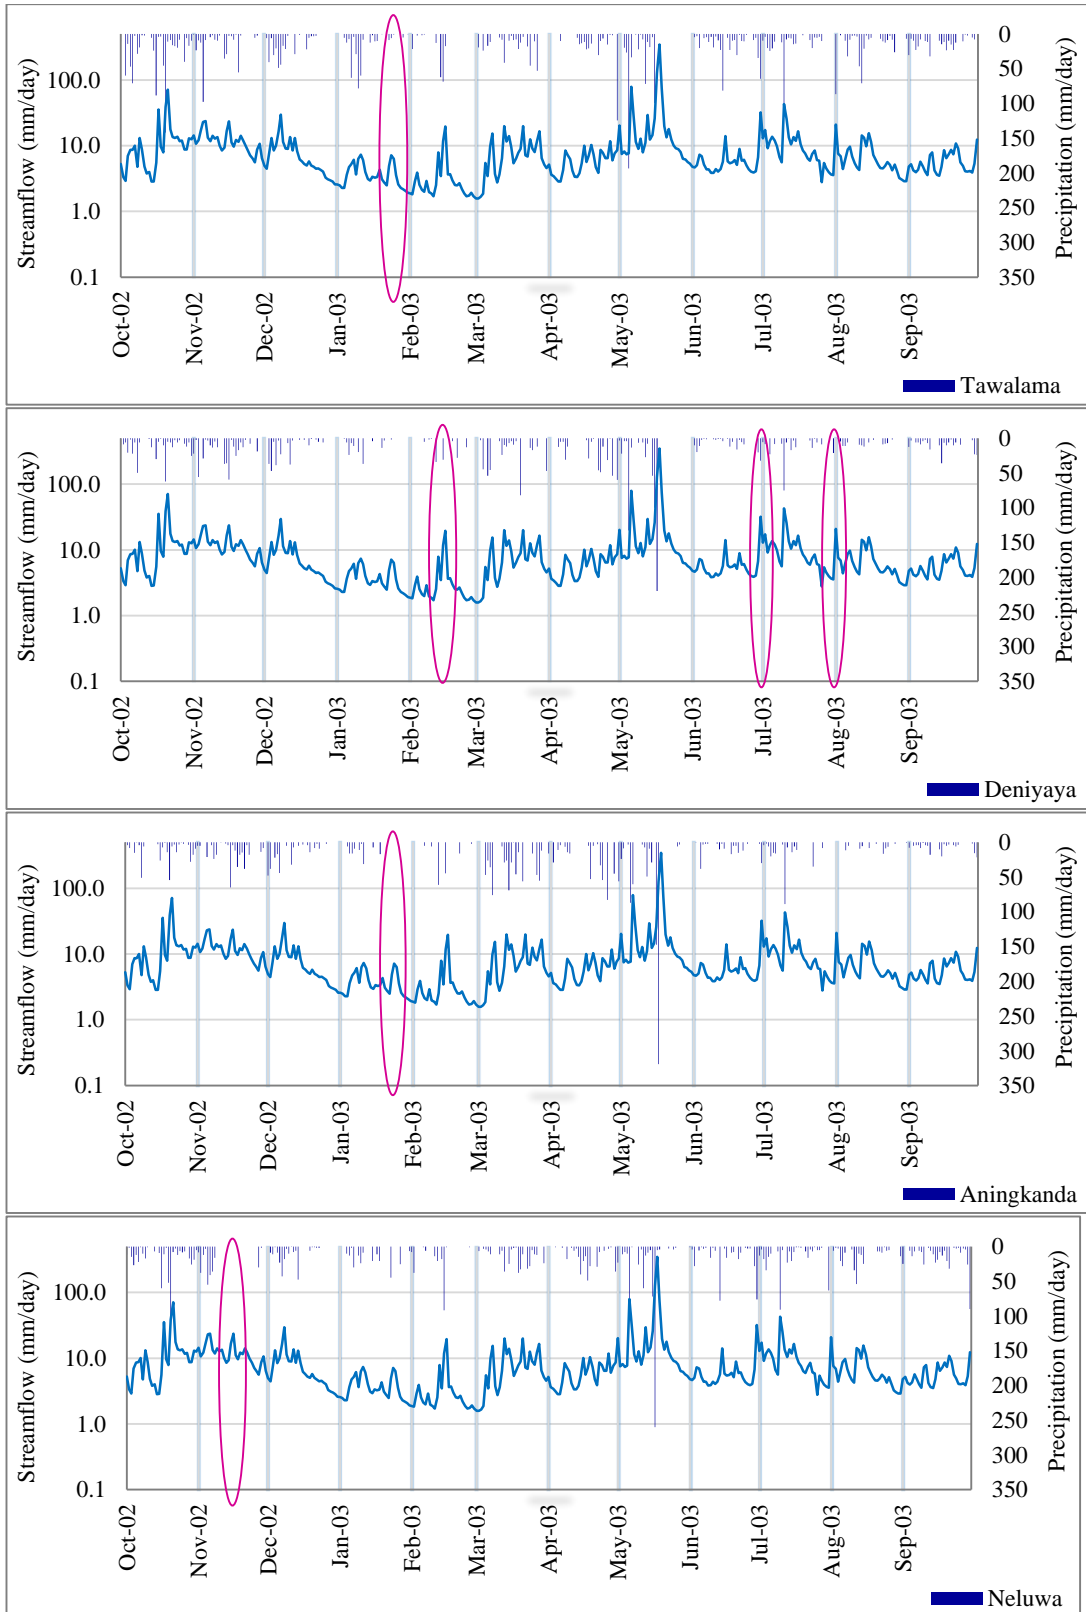 Streamflow (mm/day)
100.0
10.0
1.0
0.1
0
50
100
150
200
250
300
350
Precipitation (mm/day)
Oct-02
Nov-02
Dec-02
Jan-03
Feb-03
Mar-03
Apr-03
May-03
Jun-03
Jul-03
Aug-03
Sep-03
Tawalama
Streamflow (mm/day)
100.0
10.0
1.0
0.1
0
50
100
150
200
250
300
350
Precipitation (mm/day)
Oct-02
Nov-02
Dec-02
Jan-03
Feb-03
Mar-03
Apr-03
May-03
Jun-03
Jul-03
Aug-03
Sep-03
Deniyaya
Streamflow (mm/day)
100.0
10.0
1.0
0.1
0
50
100
150
200
250
300
350
Precipitation (mm/day)
Oct-02
Nov-02
Dec-02
Jan-03
Feb-03
Mar-03
Apr-03
May-03
Jun-03
Jul-03
Aug-03
Sep-03
Aningkanda
Streamflow (mm/day)
100.0
10.0
1.0
0.1
0
50
100
150
200
250
300
350
Precipitation (mm/day)
Oct-02
Nov-02
Dec-02
Jan-03
Feb-03
Mar-03
Apr-03
May-03
Jun-03
Jul-03
Aug-03
Sep-03
Neluwa